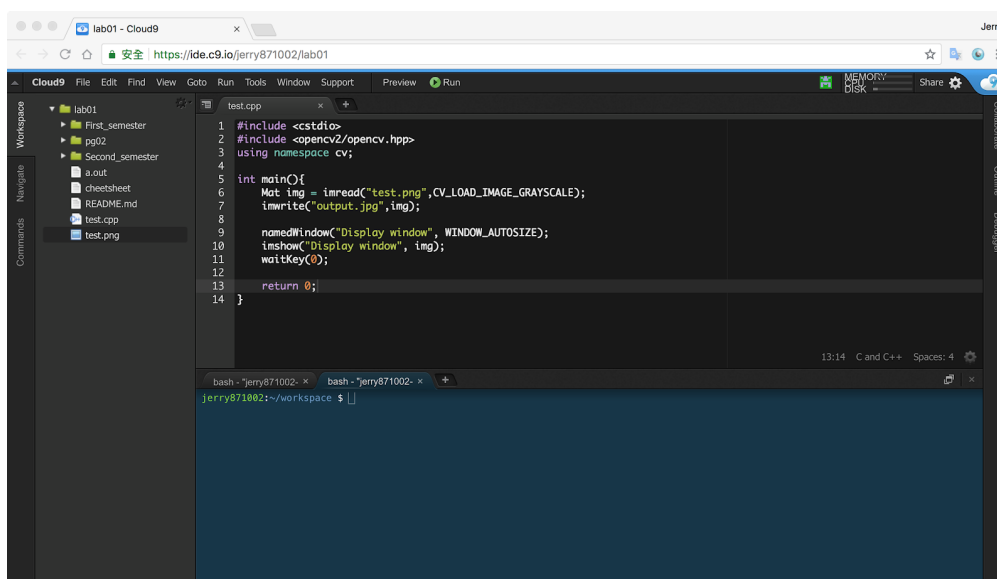 lab01 - Cloud9
Jerr
安全 https://ide.c9.io/jerry871002/lab01
Cloud9 File Edit Find View Goto Run Tools Window Support Preview Run
MEMORY
CPU
DISK
Share
Workspace
Navigate
Commands
lab01
First_semester
pg02
Second_semester
a.out
cheetsheet
README.md
test.cpp
test.png
test.cpp
1 #include <cstdio>
2 #include <opencv2/opencv.hpp>
3 using namespace cv;
4
5 int main(){
6 Mat img = imread("test.png",CV_LOAD_IMAGE_GRAYSCALE);
7 imwrite("output.jpg",img);
8
9 namedWindow("Display window", WINDOW_AUTOSIZE);
10 imshow("Display window", img);
11 waitKey(0);
12
13 return 0;
14 }
13:14 C and C++ Spaces: 4
bash - "jerry871002- bash - "jerry871002-
jerry871002:~/workspace $